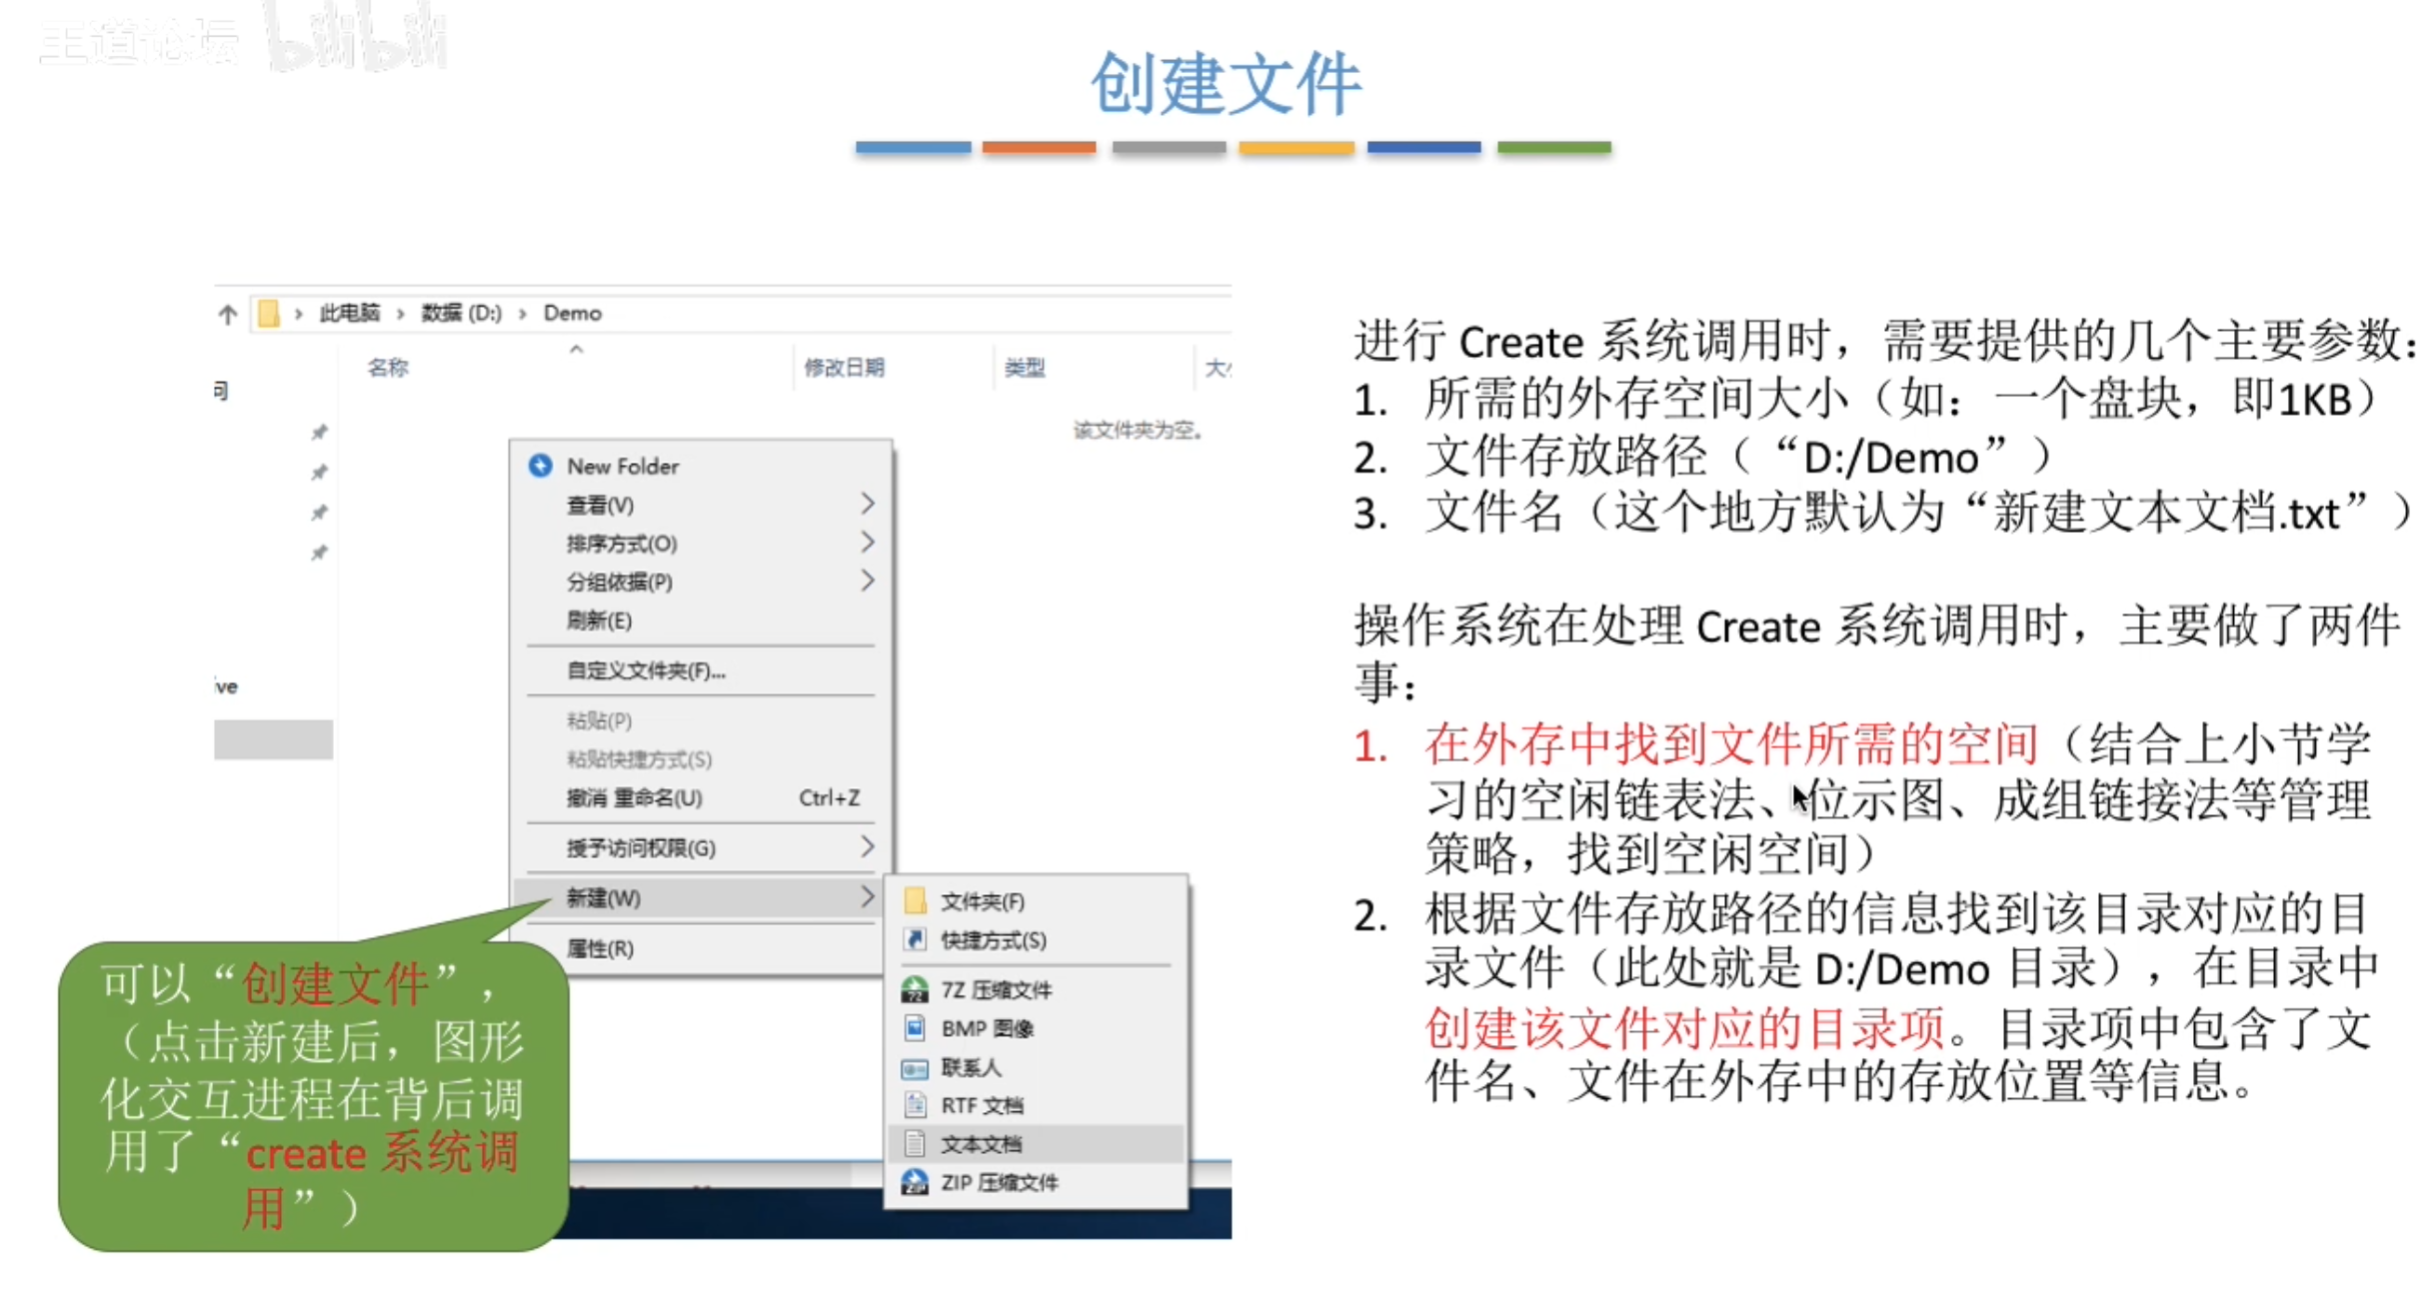 王道论坛 bilibili
创建文件
此电脑 › 数据 (D:) › Demo
名称 修改日期 类型
该文件夹为空。
ve
New Folder
查看(V)
排序方式(O)
分组依据(P)
刷新(E)
自定义文件夹(F)...
粘贴(P)
粘贴快捷方式(S)
撤消 重命名(U) Ctrl+Z
授予访问权限(G)
新建(W)
属性(R)
文件夹(F)
快捷方式(S)
7Z 压缩文件
BMP 图像
联系人
RTF 文档
文本文档
ZIP 压缩文件
可以“创建文件”，
（点击新建后，图形
化交互进程在背后调
用了“create 系统调
用”）
进行 Create 系统调用时，需要提供的几个主要参数：
1. 所需的外存空间大小（如：一个盘块，即1KB）
2. 文件存放路径（“D:/Demo”）
3. 文件名（这个地方默认为“新建文本文档.txt”）
操作系统在处理 Create 系统调用时，主要做了两件
事：
1. 在外存中找到文件所需的空间（结合上小节学
习的空闲链表法、位示图、成组链接法等管理
策略，找到空闲空间）
2. 根据文件存放路径的信息找到该目录对应的目
录文件（此处就是 D:/Demo 目录），在目录中
创建该文件对应的目录项。目录项中包含了文
件名、文件在外存中的存放位置等信息。